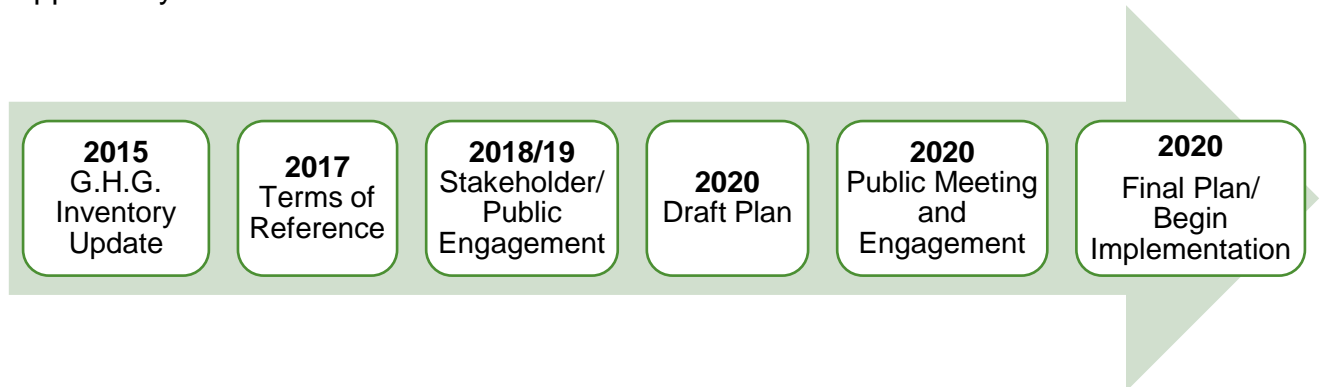 2015
G.H.G.
Inventory
Update
2017
Terms of
Reference
2018/19
Stakeholder/
Public
Engagement
2020
Draft Plan
2020
Public Meeting
and
Engagement
2020
Final Plan/
Begin
Implementation